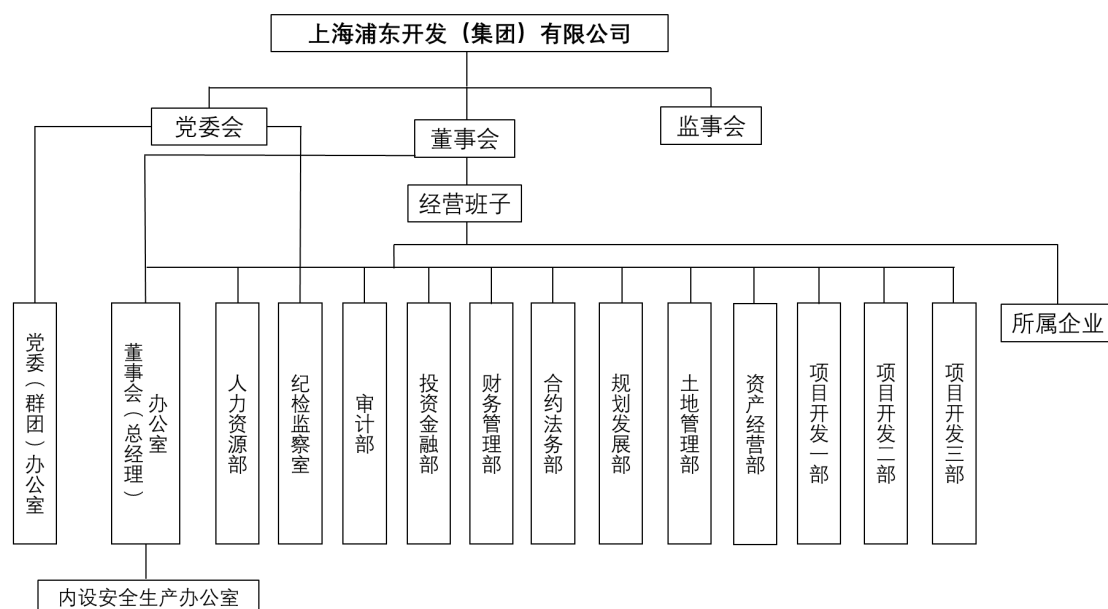 上海浦东开发（集团）有限公司
党委会
董事会
监事会
经营班子
所属企业
党委（群团）办公室
董事会（总经理）
办公室
人力资源部
纪检监察室
审计部
投资金融部
财务管理部
合约法务部
规划发展部
土地管理部
资产经营部
项目开发一部
项目开发二部
项目开发三部
内设安全生产办公室